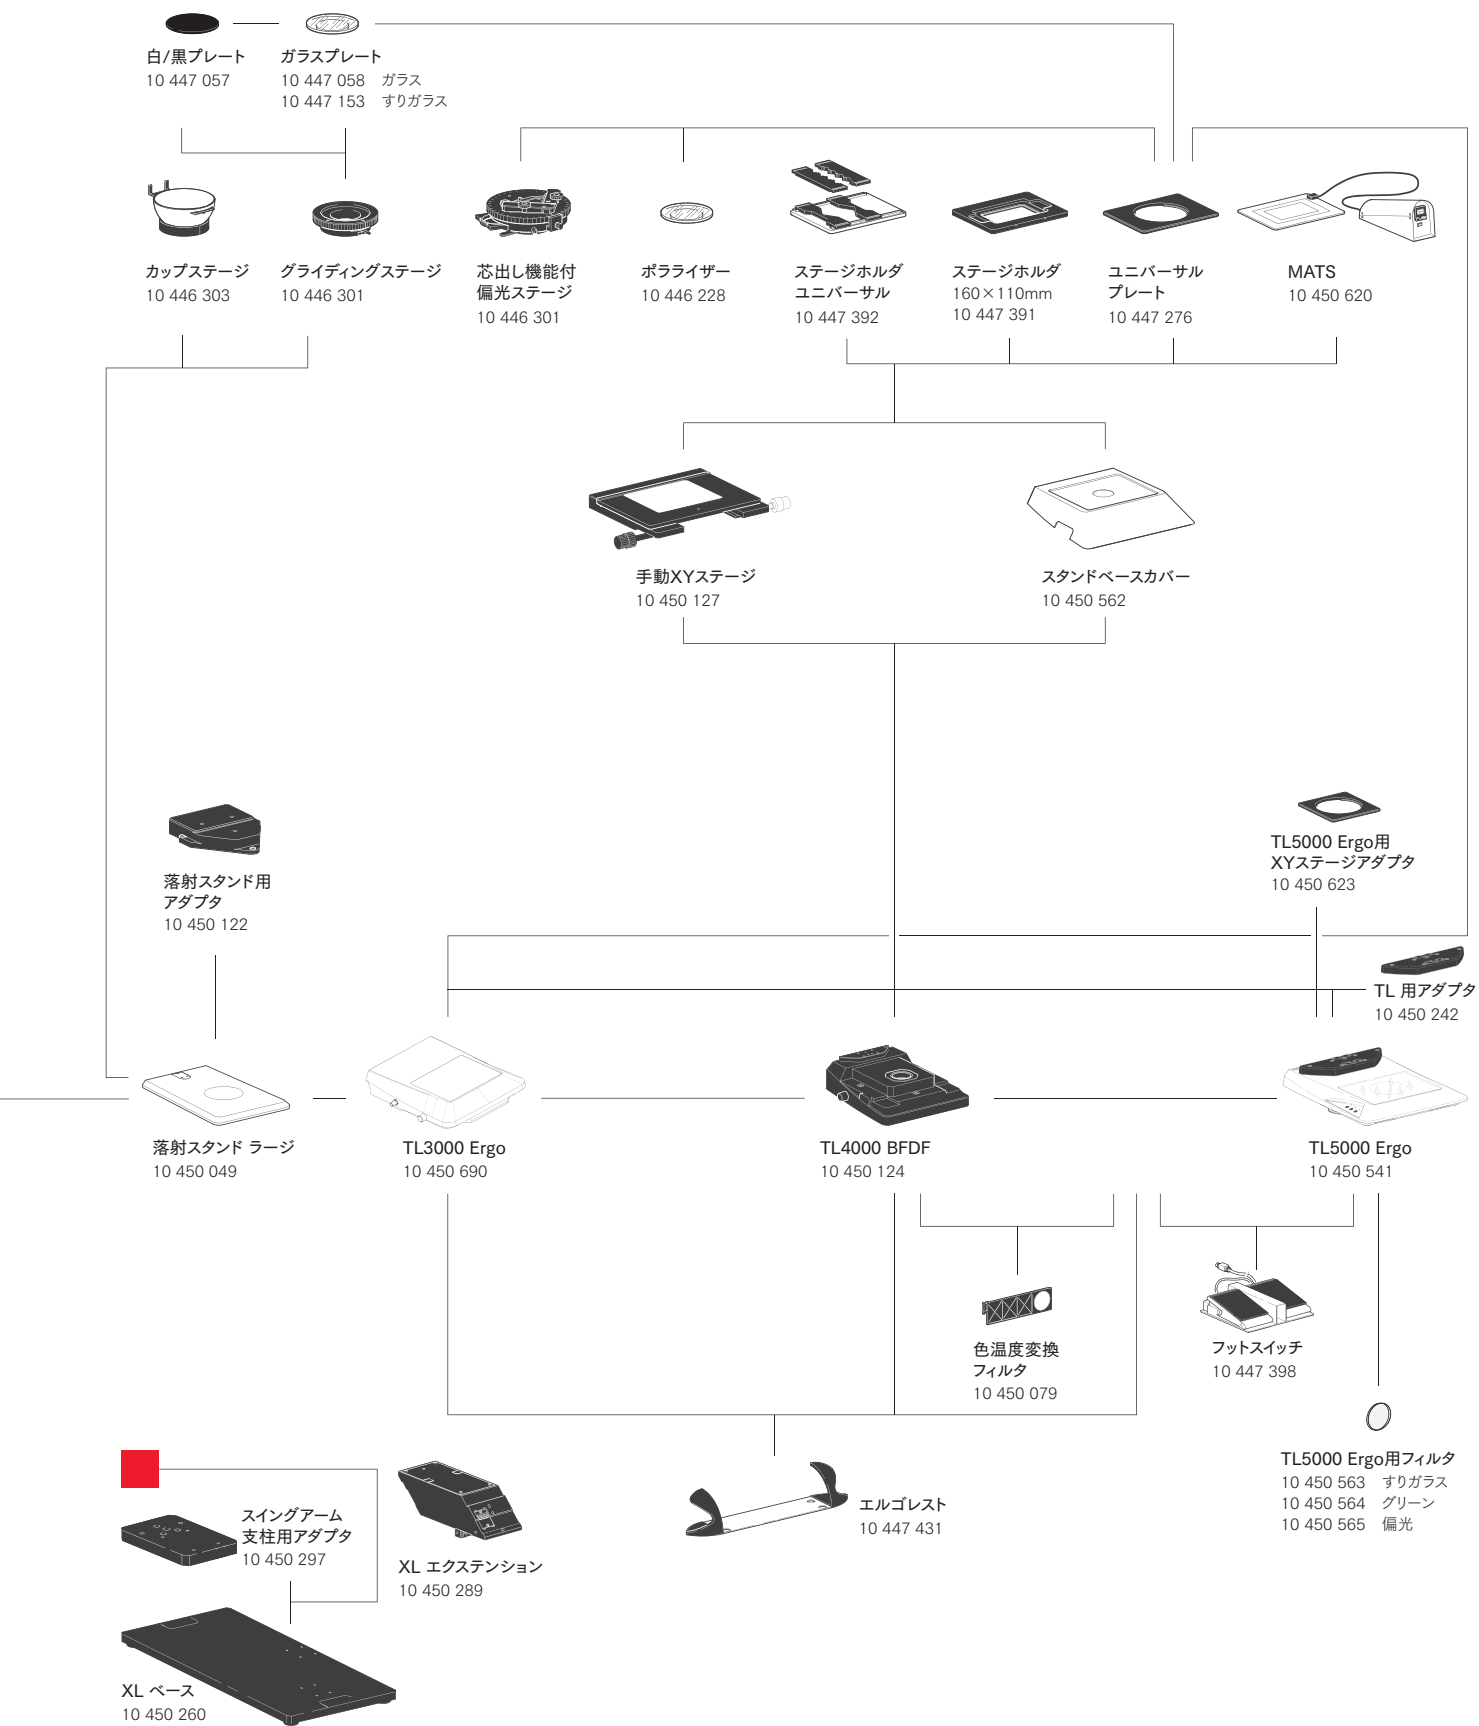 白/黒プレート
10 447 057
ガラスプレート
10 447 058 ガラス
10 447 153 すりガラス
カップステージ
10 446 303
グライディングステージ
10 446 301
芯出し機能付
偏光ステージ
10 446 301
ポラライザー
10 446 228
ステージホルダ
ユニバーサル
10 447 392
ステージホルダ
160×110mm
10 447 391
ユニバーサル
プレート
10 447 276
MATS
10 450 620
手動XYステージ
10 450 127
スタンドベースカバー
10 450 562
落射スタンド用
アダプタ
10 450 122
TL5000 Ergo用
XYステージアダプタ
10 450 623
TL 用アダプタ
10 450 242
落射スタンド ラージ
10 450 049
TL3000 Ergo
10 450 690
TL4000 BFDF
10 450 124
TL5000 Ergo
10 450 541
色温度変換
フィルタ
10 450 079
フットスイッチ
10 447 398
TL5000 Ergo用フィルタ
10 450 563 すりガラス
10 450 564 グリーン
10 450 565 偏光
スイングアーム
支柱用アダプタ
10 450 297
XL エクステンション
10 450 289
エルゴレスト
10 447 431
XL ベース
10 450 260